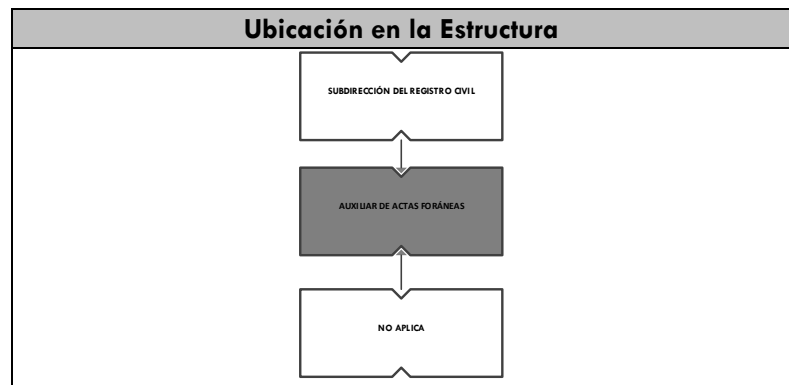 Ubicación en la Estructura
SUBDIRECCIÓN DEL REGISTRO CIVIL
AUXILIAR DE ACTAS FORÁNEAS
NO APLICA